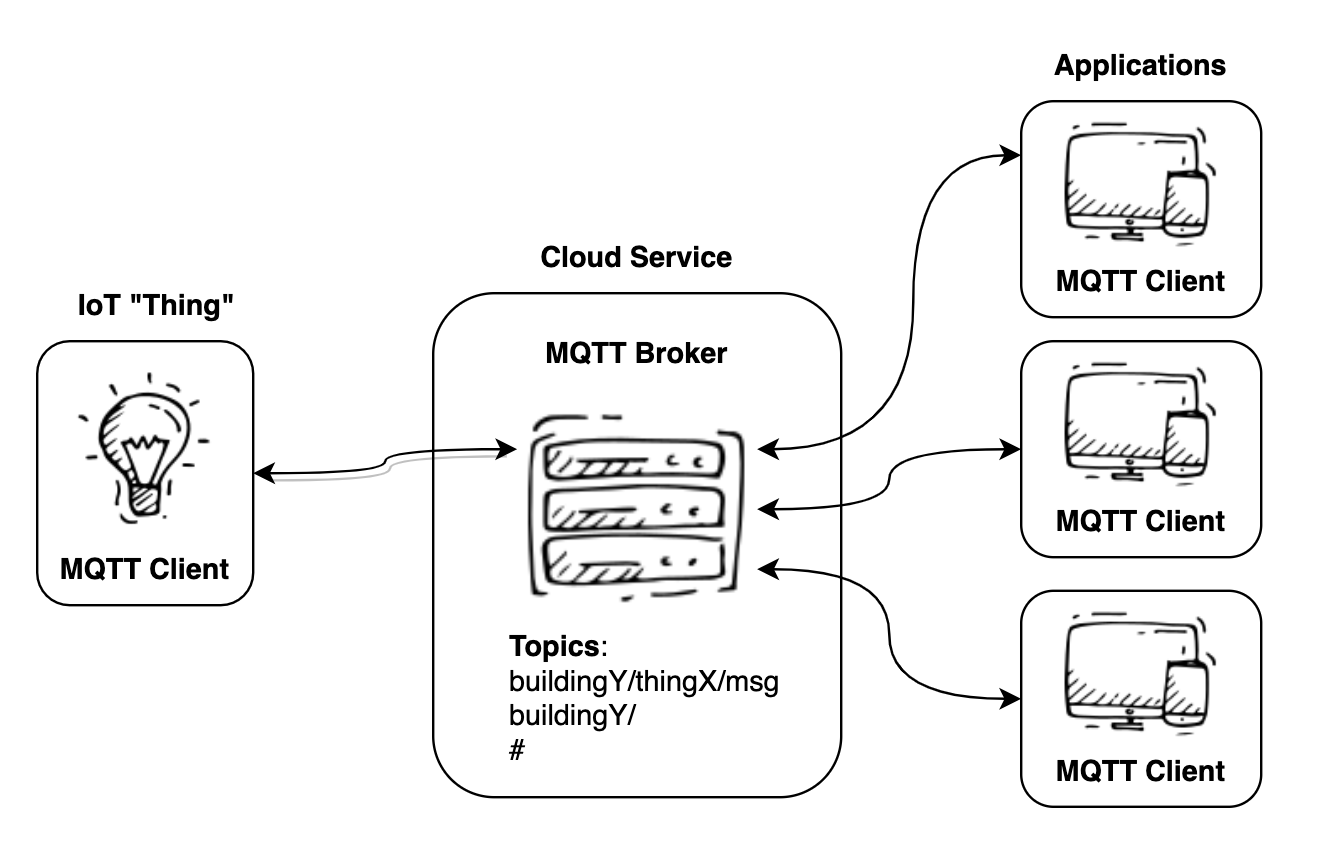 IoT "Thing"
MQTT Client
Cloud Service
MQTT Broker
Topics:
buildingY/thingX/msg
buildingY/
#
Applications
MQTT Client
MQTT Client
MQTT Client